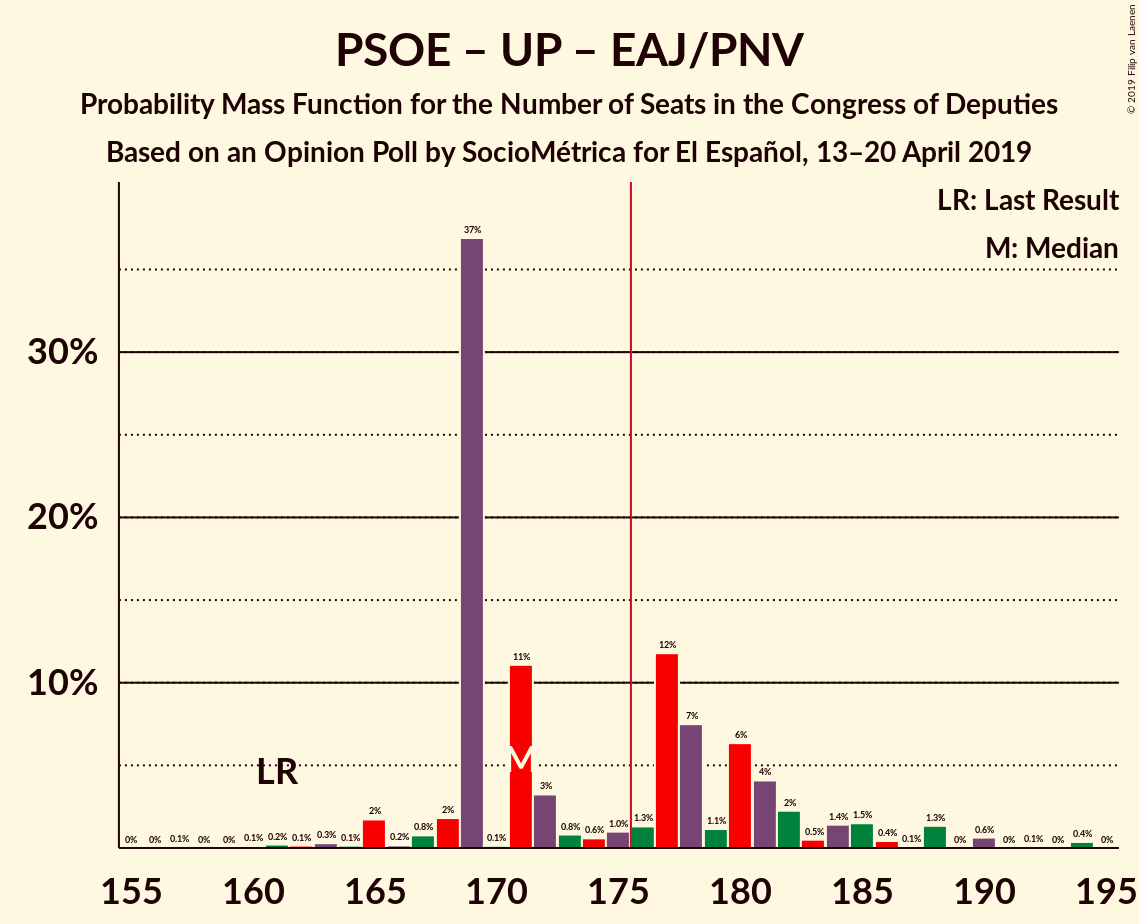 PSOE – UP – EAJ/PNV
Probability Mass Function for the Number of Seats in the Congress of Deputies
Based on an Opinion Poll by SocioMétrica for El Español, 13–20 April 2019
© 2019 Filip van Laenen
LR: Last Result
M: Median
30%
20%
10%
LR
M
0% 0% 0.1% 0% 0% 0.1% 0.2% 0.1% 0.3% 0.1% 2% 0.2% 0.8% 2% 37% 0.1% 11% 3% 0.8% 0.6% 1.0% 1.3% 12% 7% 1.1% 6% 4% 2% 0.5% 1.4% 1.5% 0.4% 0.1% 1.3% 0% 0.6% 0% 0.1% 0% 0.4% 0%
155 160 165 170 175 180 185 190 195